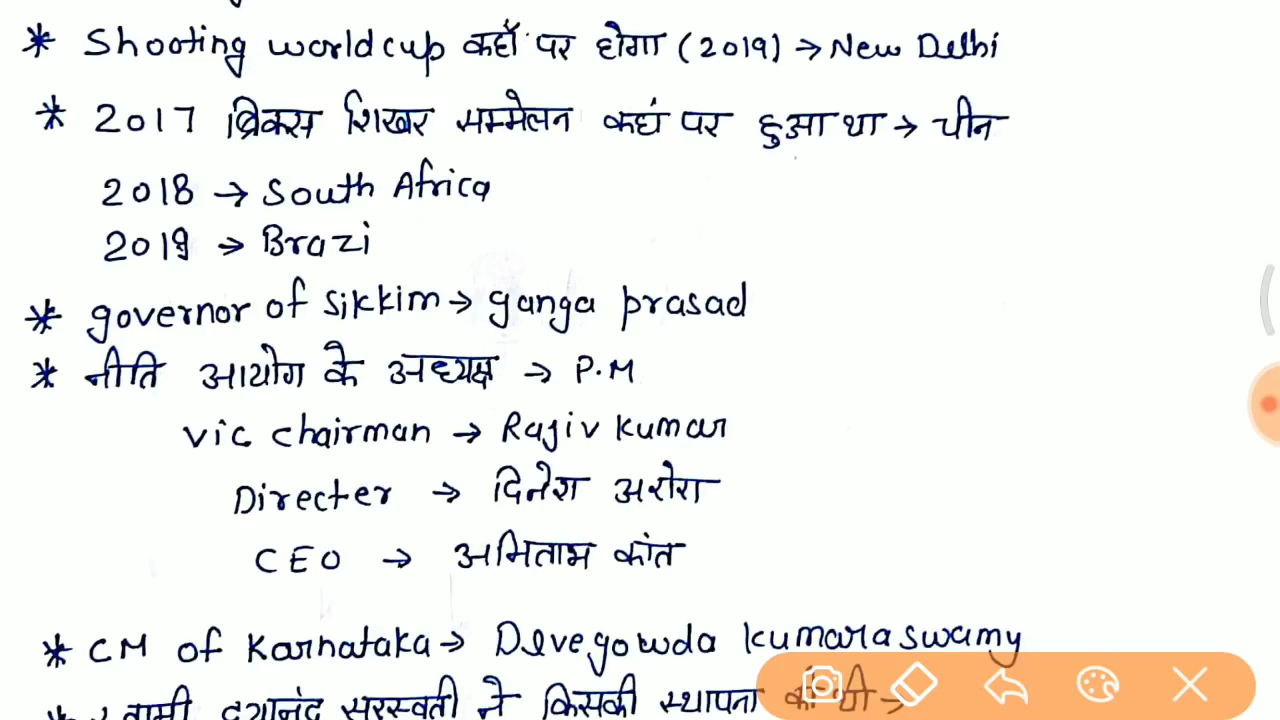 * Shooting worldcup कहाँ पर होगा (2019) → New Delhi
* 2017 ब्रिक्स शिखर सम्मेलन कहां पर हुआ था → चीन
2018 → South Africa
2019 → Brazi
* governor of Sikkim → ganga prasad
* नीति आयोग के अध्यक्ष → P.M
Vic chairman → Rajiv kumar
Directer → दिनेश अरोरा
CEO → अमिताभ कांत
* CM of Karnataka → Devegowda kumaraswamy
* स्वामी दयानंद सरस्वती ने किसकी स्थापना की थी →